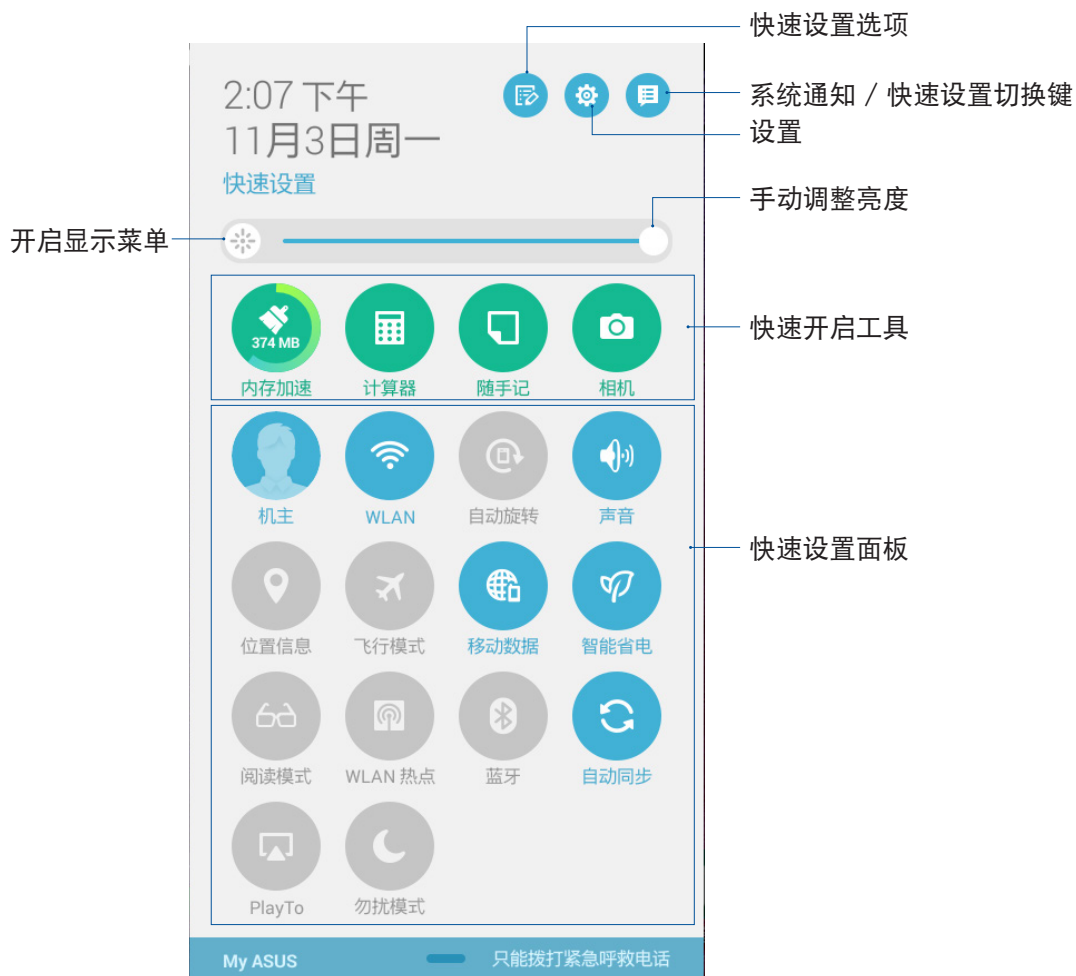 快速设置选项
2:07 下午
系统通知 / 快速设置切换键
11月3日周一
设置
快速设置
手动调整亮度
开启显示菜单
374 MB
内存加速 计算器 随手记 相机
快速开启工具
机主 WLAN 自动旋转 声音
快速设置面板
位置信息 飞行模式 移动数据 智能省电
阅读模式 WLAN 热点 蓝牙 自动同步
PlayTo 勿扰模式
My ASUS 只能拨打紧急呼救电话